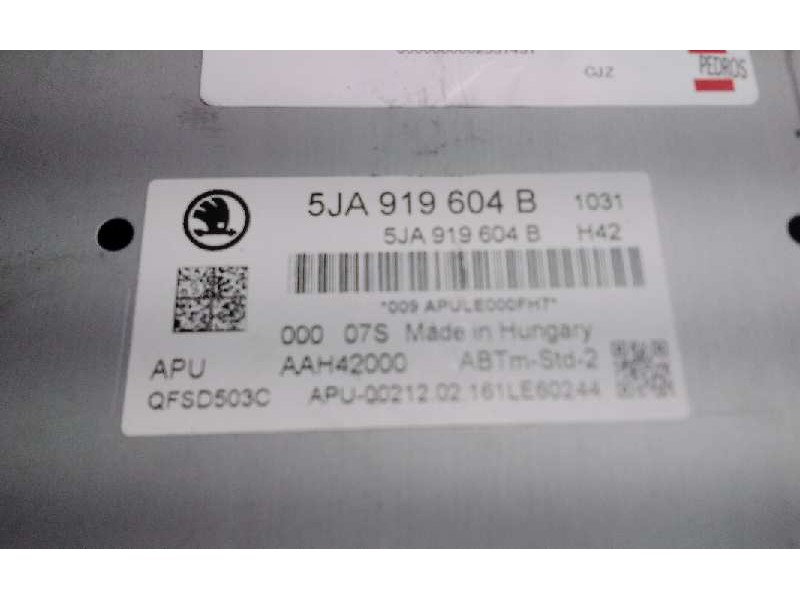 CJZ
PEDROS
5JA 919 604 B 1031
5JA 919 604 B H42
*009 APULE000FHT*
000 07S Made in Hungary
APU AAH42000 ABTm-Std-2
QFSD503C APU-00212.02.161LE60244